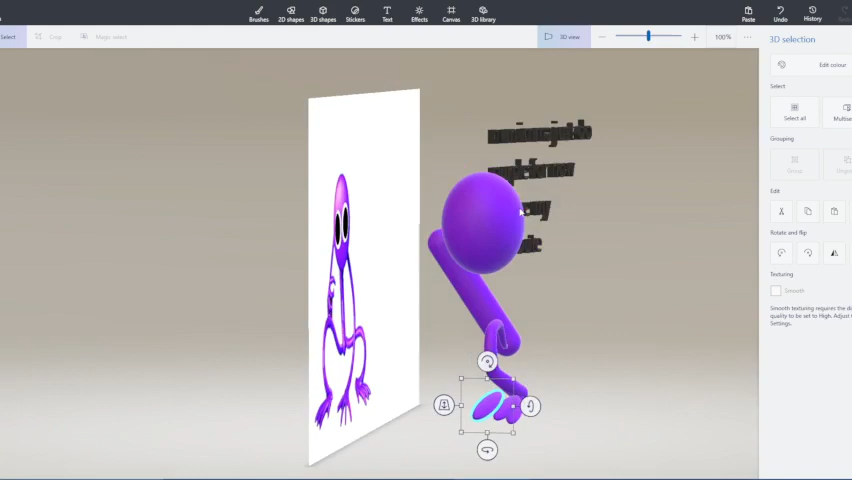 Brushes 2D shapes 3D shapes Stickers Text Effects Canvas 3D library Paste Undo History
Select Crop Magic select 3D view 100%
3D selection
Edit colour
Select
Select all
Grouping
Group
Edit
Rotate and flip
Texturing
Smooth
Smooth texturing requires the
quality to be set to High. Adjust
Settings.